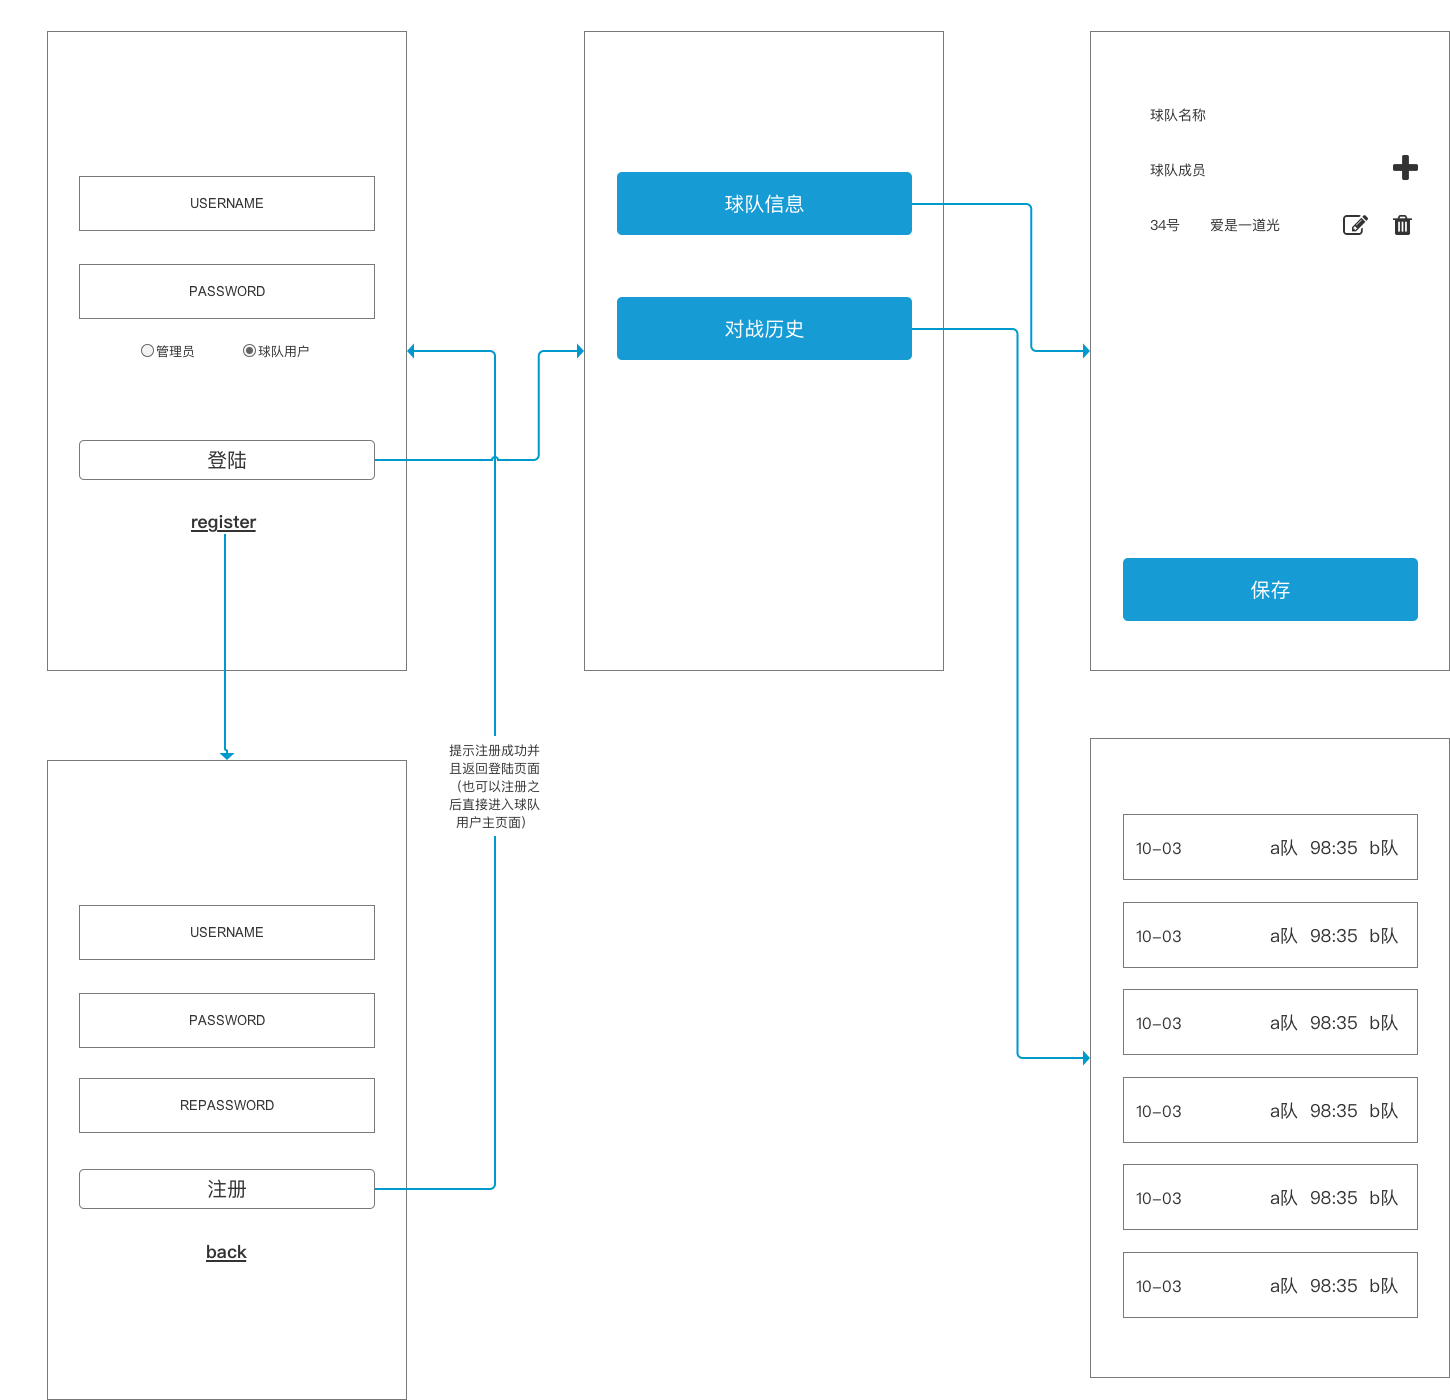 USERNAME
PASSWORD
管理员
球队用户
登陆
register
球队信息
对战历史
球队名称
球队成员
34号 爱是一道光
保存
提示注册成功并
且返回登陆页面
（也可以注册之
后直接进入球队
用户主页面）
USERNAME
PASSWORD
REPASSWORD
注册
back
10-03 a队 98:35 b队
10-03 a队 98:35 b队
10-03 a队 98:35 b队
10-03 a队 98:35 b队
10-03 a队 98:35 b队
10-03 a队 98:35 b队